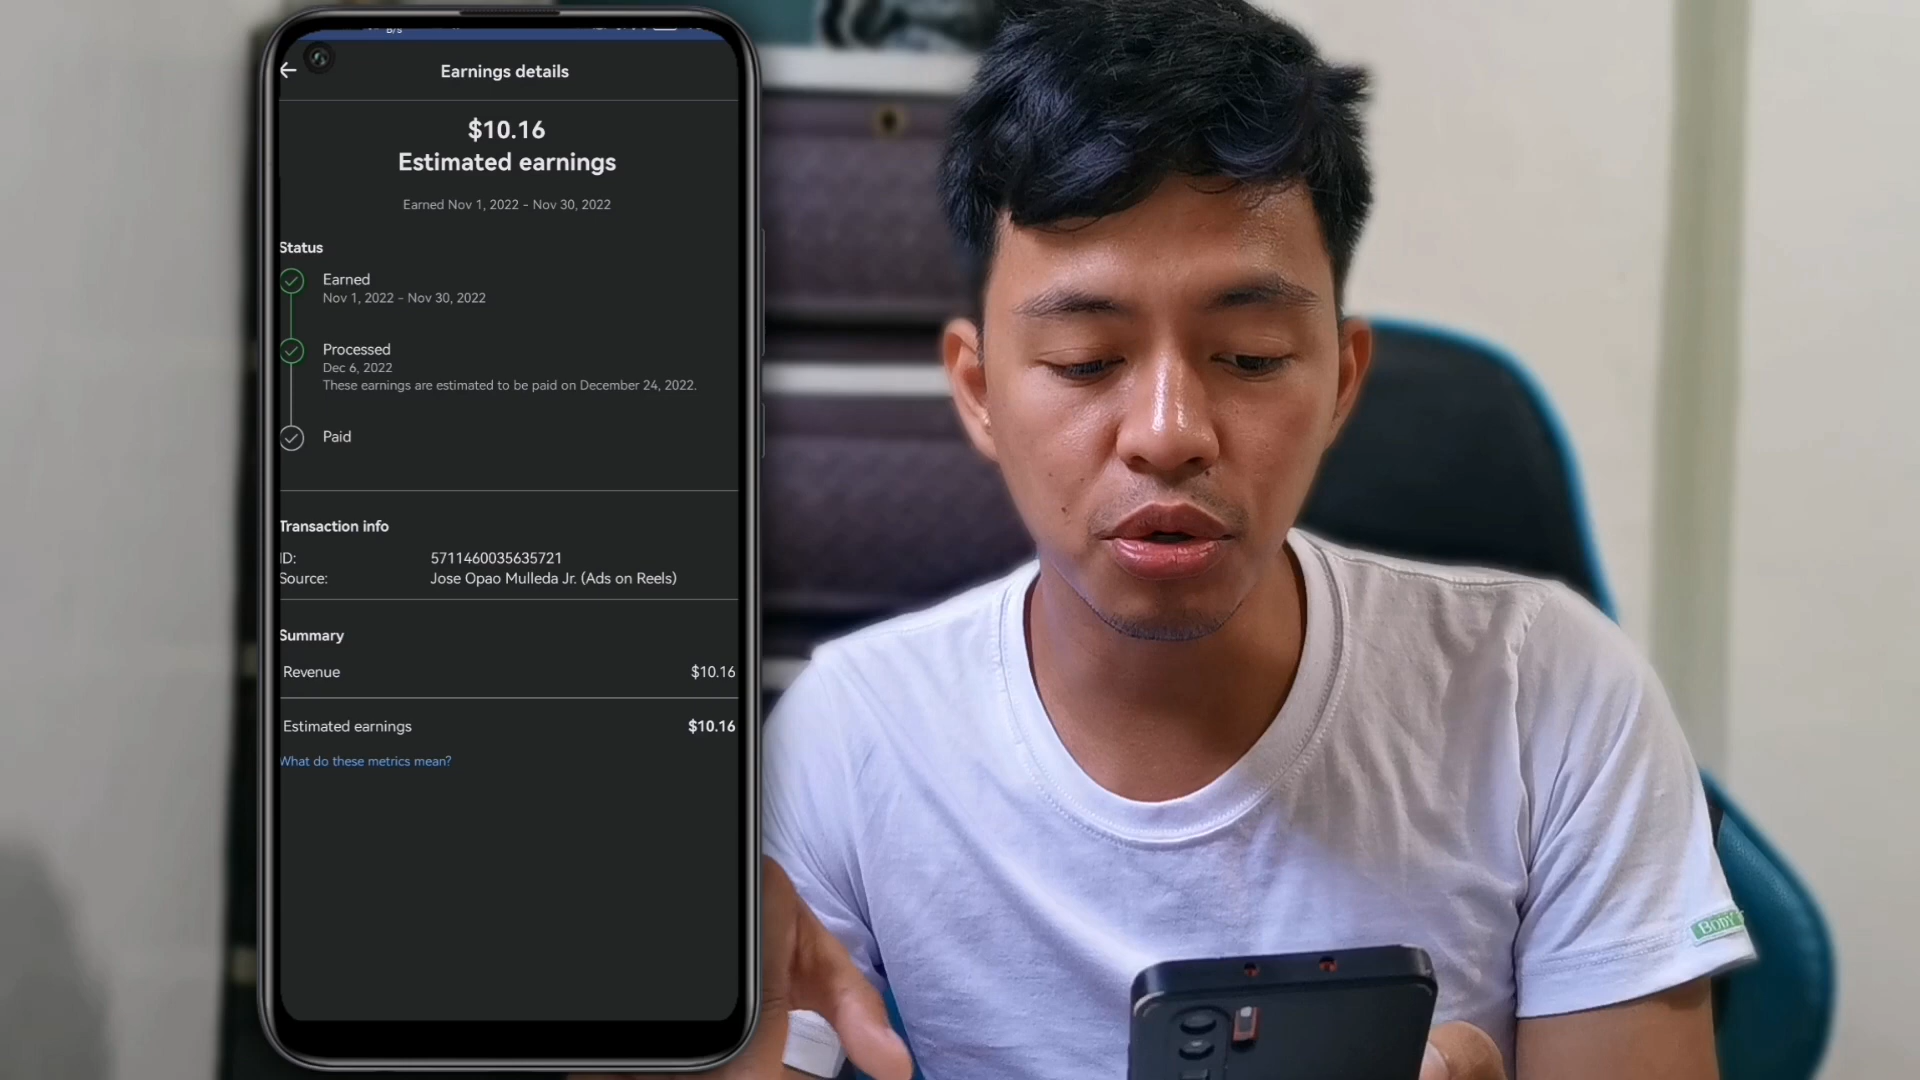 B/s
Earnings details
$10.16
Estimated earnings
Earned Nov 1, 2022 - Nov 30, 2022
Status
Earned
Nov 1, 2022 - Nov 30, 2022
Processed
Dec 6, 2022
These earnings are estimated to be paid on December 24, 2022.
Paid
Transaction info
ID: 5711460035635721
Source: Jose Opao Mulleda Jr. (Ads on Reels)
Summary
Revenue $10.16
Estimated earnings $10.16
What do these metrics mean?
BODY